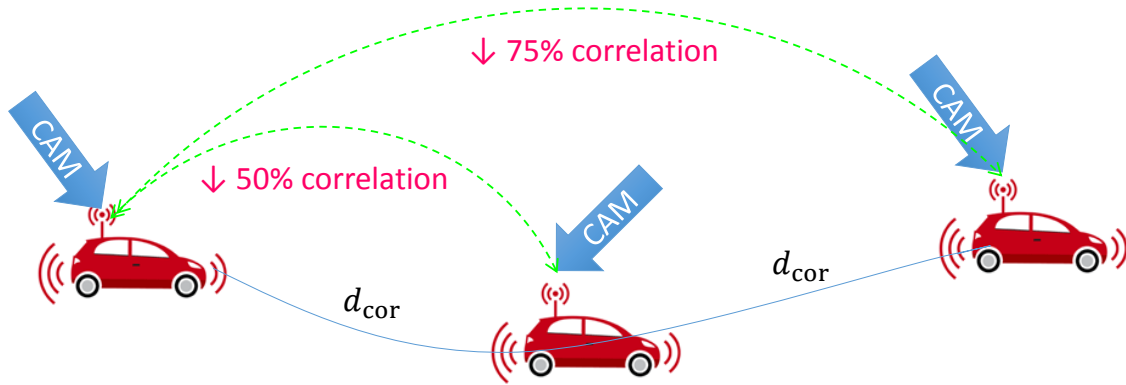 ↓ 75% correlation
CAM
CAM
↓ 50% correlation
CAM
d_cor
d_cor